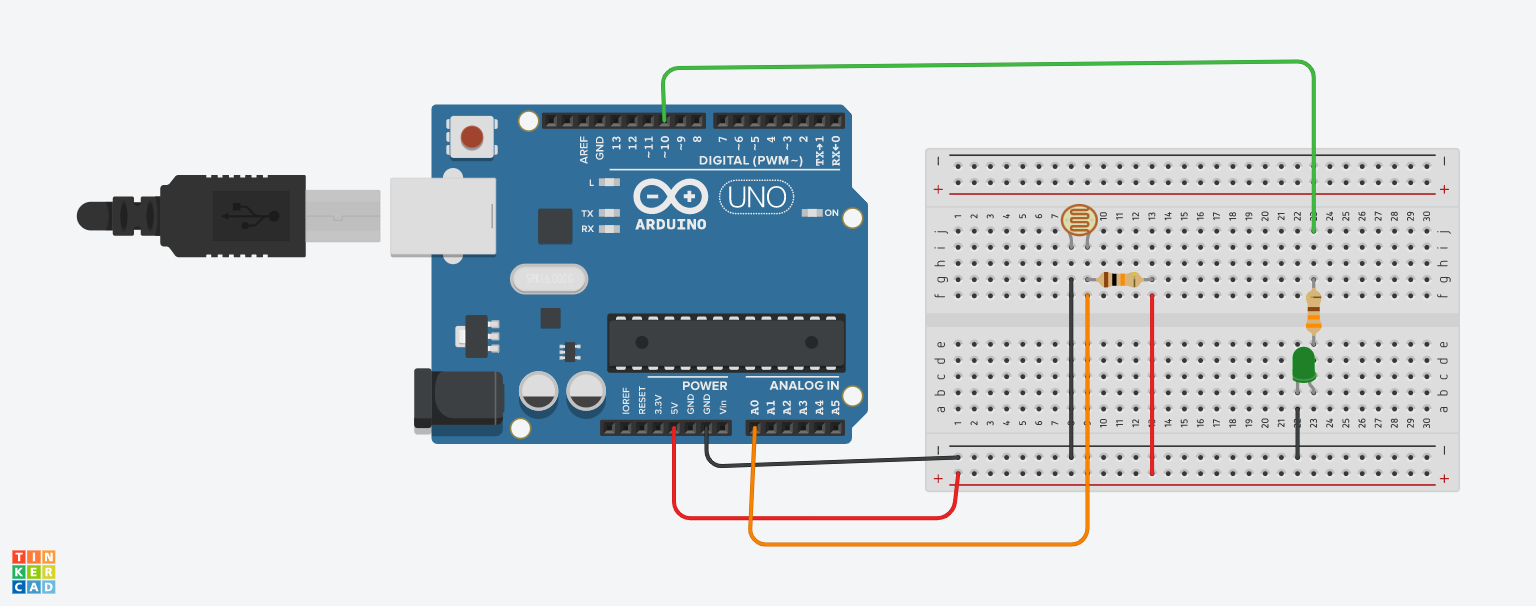 AREF
GND
13
12
~11
~10
~9
8
7
~6
~5
4
~3
2
TX→1
RX←0
DIGITAL (PWM~)
L
TX
RX
UNO
ON
ARDUINO
− −
+ +
1 2 3 4 5 6 7 10 11 12 13 14 15 16 17 18 19 20 21 22 23 24 25 26 27 28 29 30
j j
i i
h h
g g
f f
e e
d d
c c
b b
a a
1 2 3 4 5 6 7 8 9 10 11 12 13 14 15 16 17 18 19 20 21 22 23 24 25 26 27 28 29 30
− −
+ +
POWER
ANALOG IN
IOREF
RESET
3.3V
5V
GND
GND
Vin
A0
A1
A2
A3
A4
A5
TIN
KER
CAD